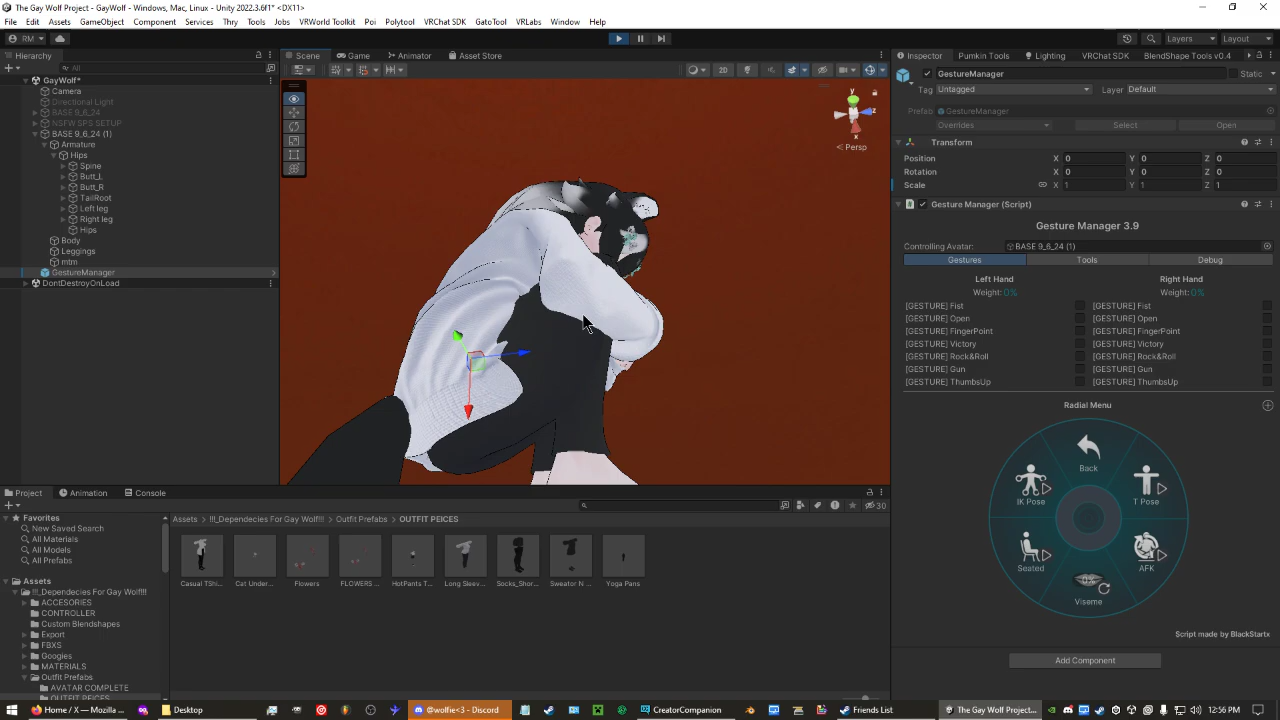 The Gay Wolf Project - GayWolf - Windows, Mac, Linux - Unity 2022.3.6f1* <DX11>
File Edit Assets GameObject Component Services Thry Tools Jobs VRWorld Toolkit Poi Polytool VRChat SDK GatoTool VRLabs Window Help
RM
Layers
Layout
Hierarchy
Scene
Game
Animator
Asset Store
Inspector
Pumkin Tools
Lighting
VRChat SDK
BlendShape Tools v0.4
All
2D
GayWolf*
Camera
Directional Light
BASE 9_6_24
NSFW SPS SETUP
BASE 9_6_24 (1)
Armature
Hips
Spine
Butt_L
Butt_R
TailRoot
Left leg
Right leg
Hips
Body
Leggings
mtm
GestureManager
DontDestroyOnLoad
y
z
x
< Persp
GestureManager
Static
Tag Untagged
Layer Default
Prefab GestureManager
Overrides
Select
Open
Transform
Position X 0 Y 0 Z 0
Rotation X 0 Y 0 Z 0
Scale X 1 Y 1 Z 1
Gesture Manager (Script)
Gesture Manager 3.9
Controlling Avatar: BASE 9_6_24 (1)
Gestures
Tools
Debug
Left Hand
Right Hand
Weight: 0%
Weight: 0%
[GESTURE] Fist
[GESTURE] Fist
[GESTURE] Open
[GESTURE] Open
[GESTURE] FingerPoint
[GESTURE] FingerPoint
[GESTURE] Victory
[GESTURE] Victory
[GESTURE] Rock&Roll
[GESTURE] Rock&Roll
[GESTURE] Gun
[GESTURE] Gun
[GESTURE] ThumbsUp
[GESTURE] ThumbsUp
Radial Menu
Back
IK Pose
T Pose
Seated
AFK
Viseme
Script made by BlackStartx
Add Component
Project
Animation
Console
30
Favorites
New Saved Search
All Materials
All Models
All Prefabs
Assets
!!!_Dependecies For Gay Wolf!!!!
ACCESORIES
CONTROLLER
Custom Blendshapes
Export
FBXS
Googies
MATERIALS
Outfit Prefabs
AVATAR COMPLETE
OUTFIT PEICES
Assets > !!!_Dependecies For Gay Wolf!!!! > Outfit Prefabs > OUTFIT PEICES
Casual TShi...
Cat Under...
Flowers
FLOWERS ...
HotPants T...
Long Sleev...
Socks_Shor...
Sweator N ...
Yoga Pans
Home / X — Mozilla ...
Desktop
@wolfie<3 - Discord
CreatorCompanion
Friends List
The Gay Wolf Project...
12:56 PM